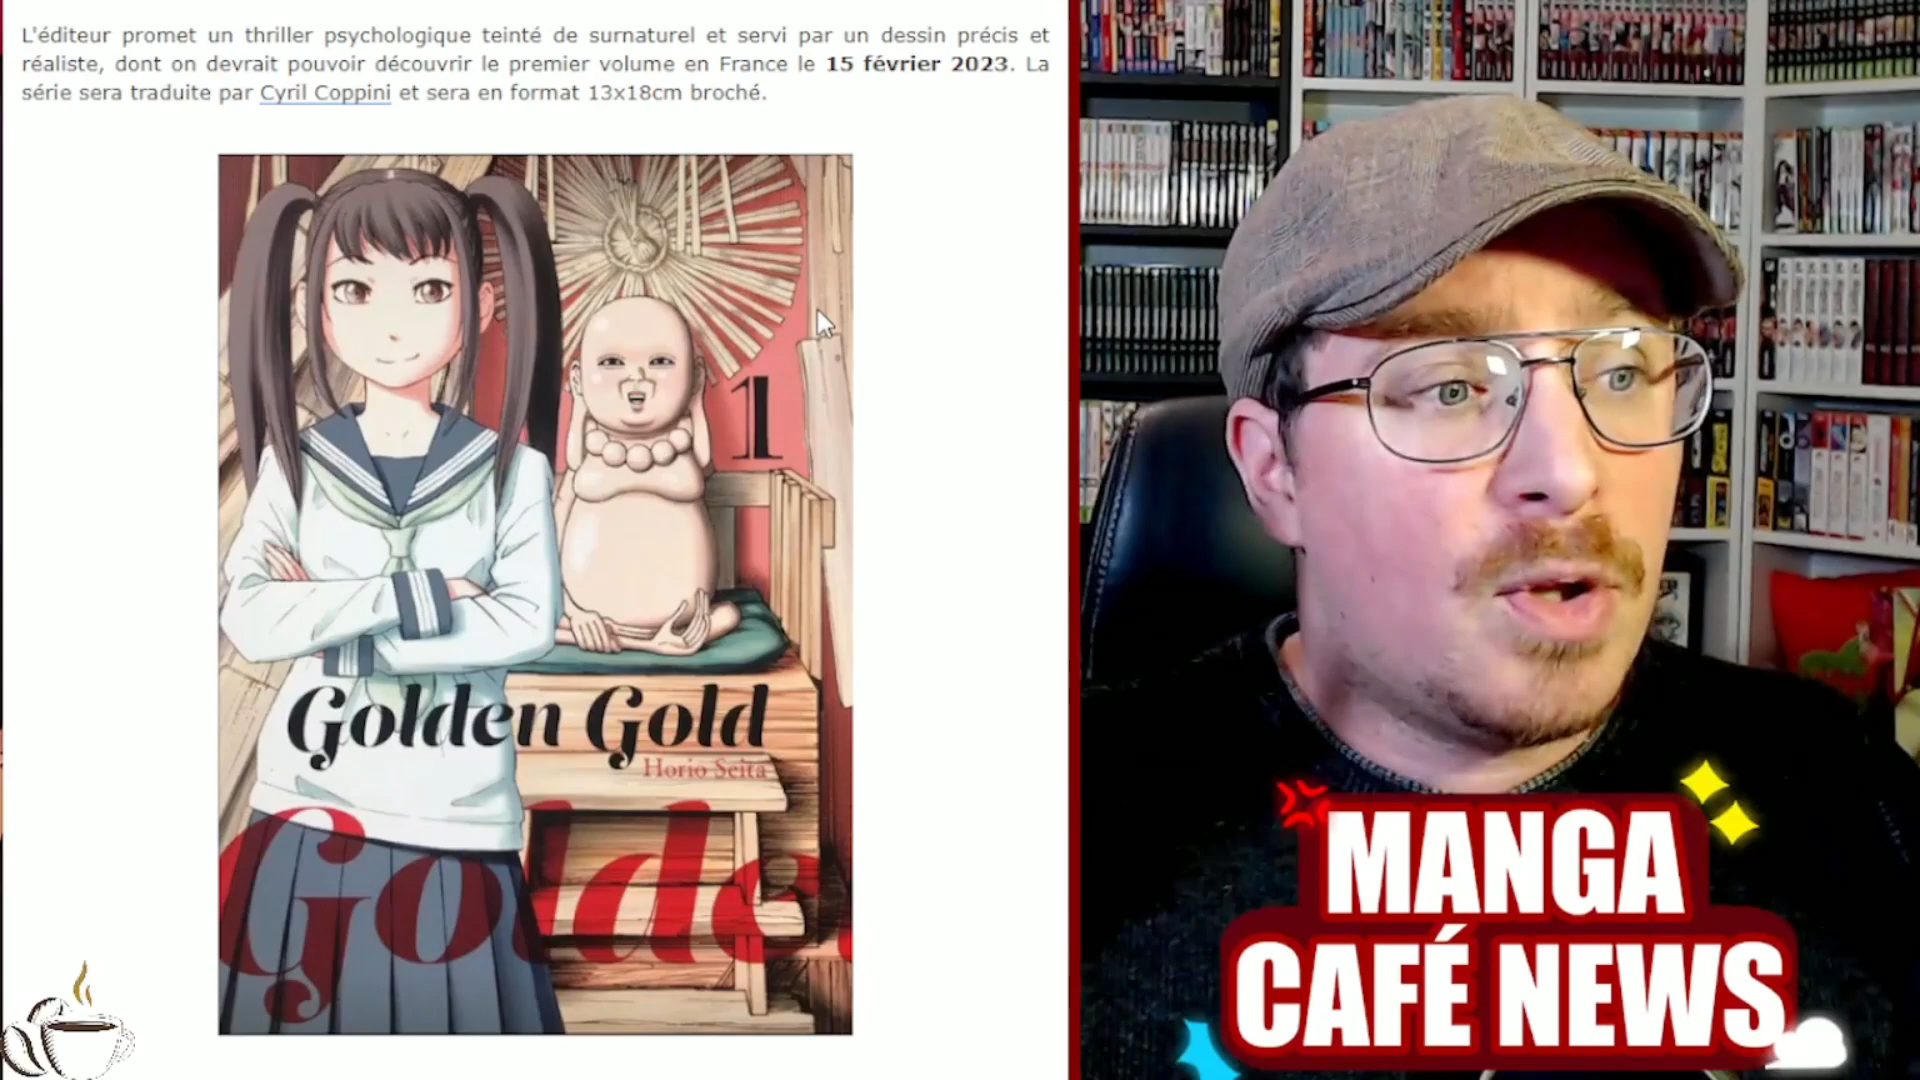 L'éditeur promet un thriller psychologique teinté de surnaturel et servi par un dessin précis et
réaliste, dont on devrait pouvoir découvrir le premier volume en France le 15 février 2023. La
série sera traduite par Cyril Coppini et sera en format 13x18cm broché.
1
Golden Gold
Horio Seita
Golde
MANGA
CAFÉ NEWS